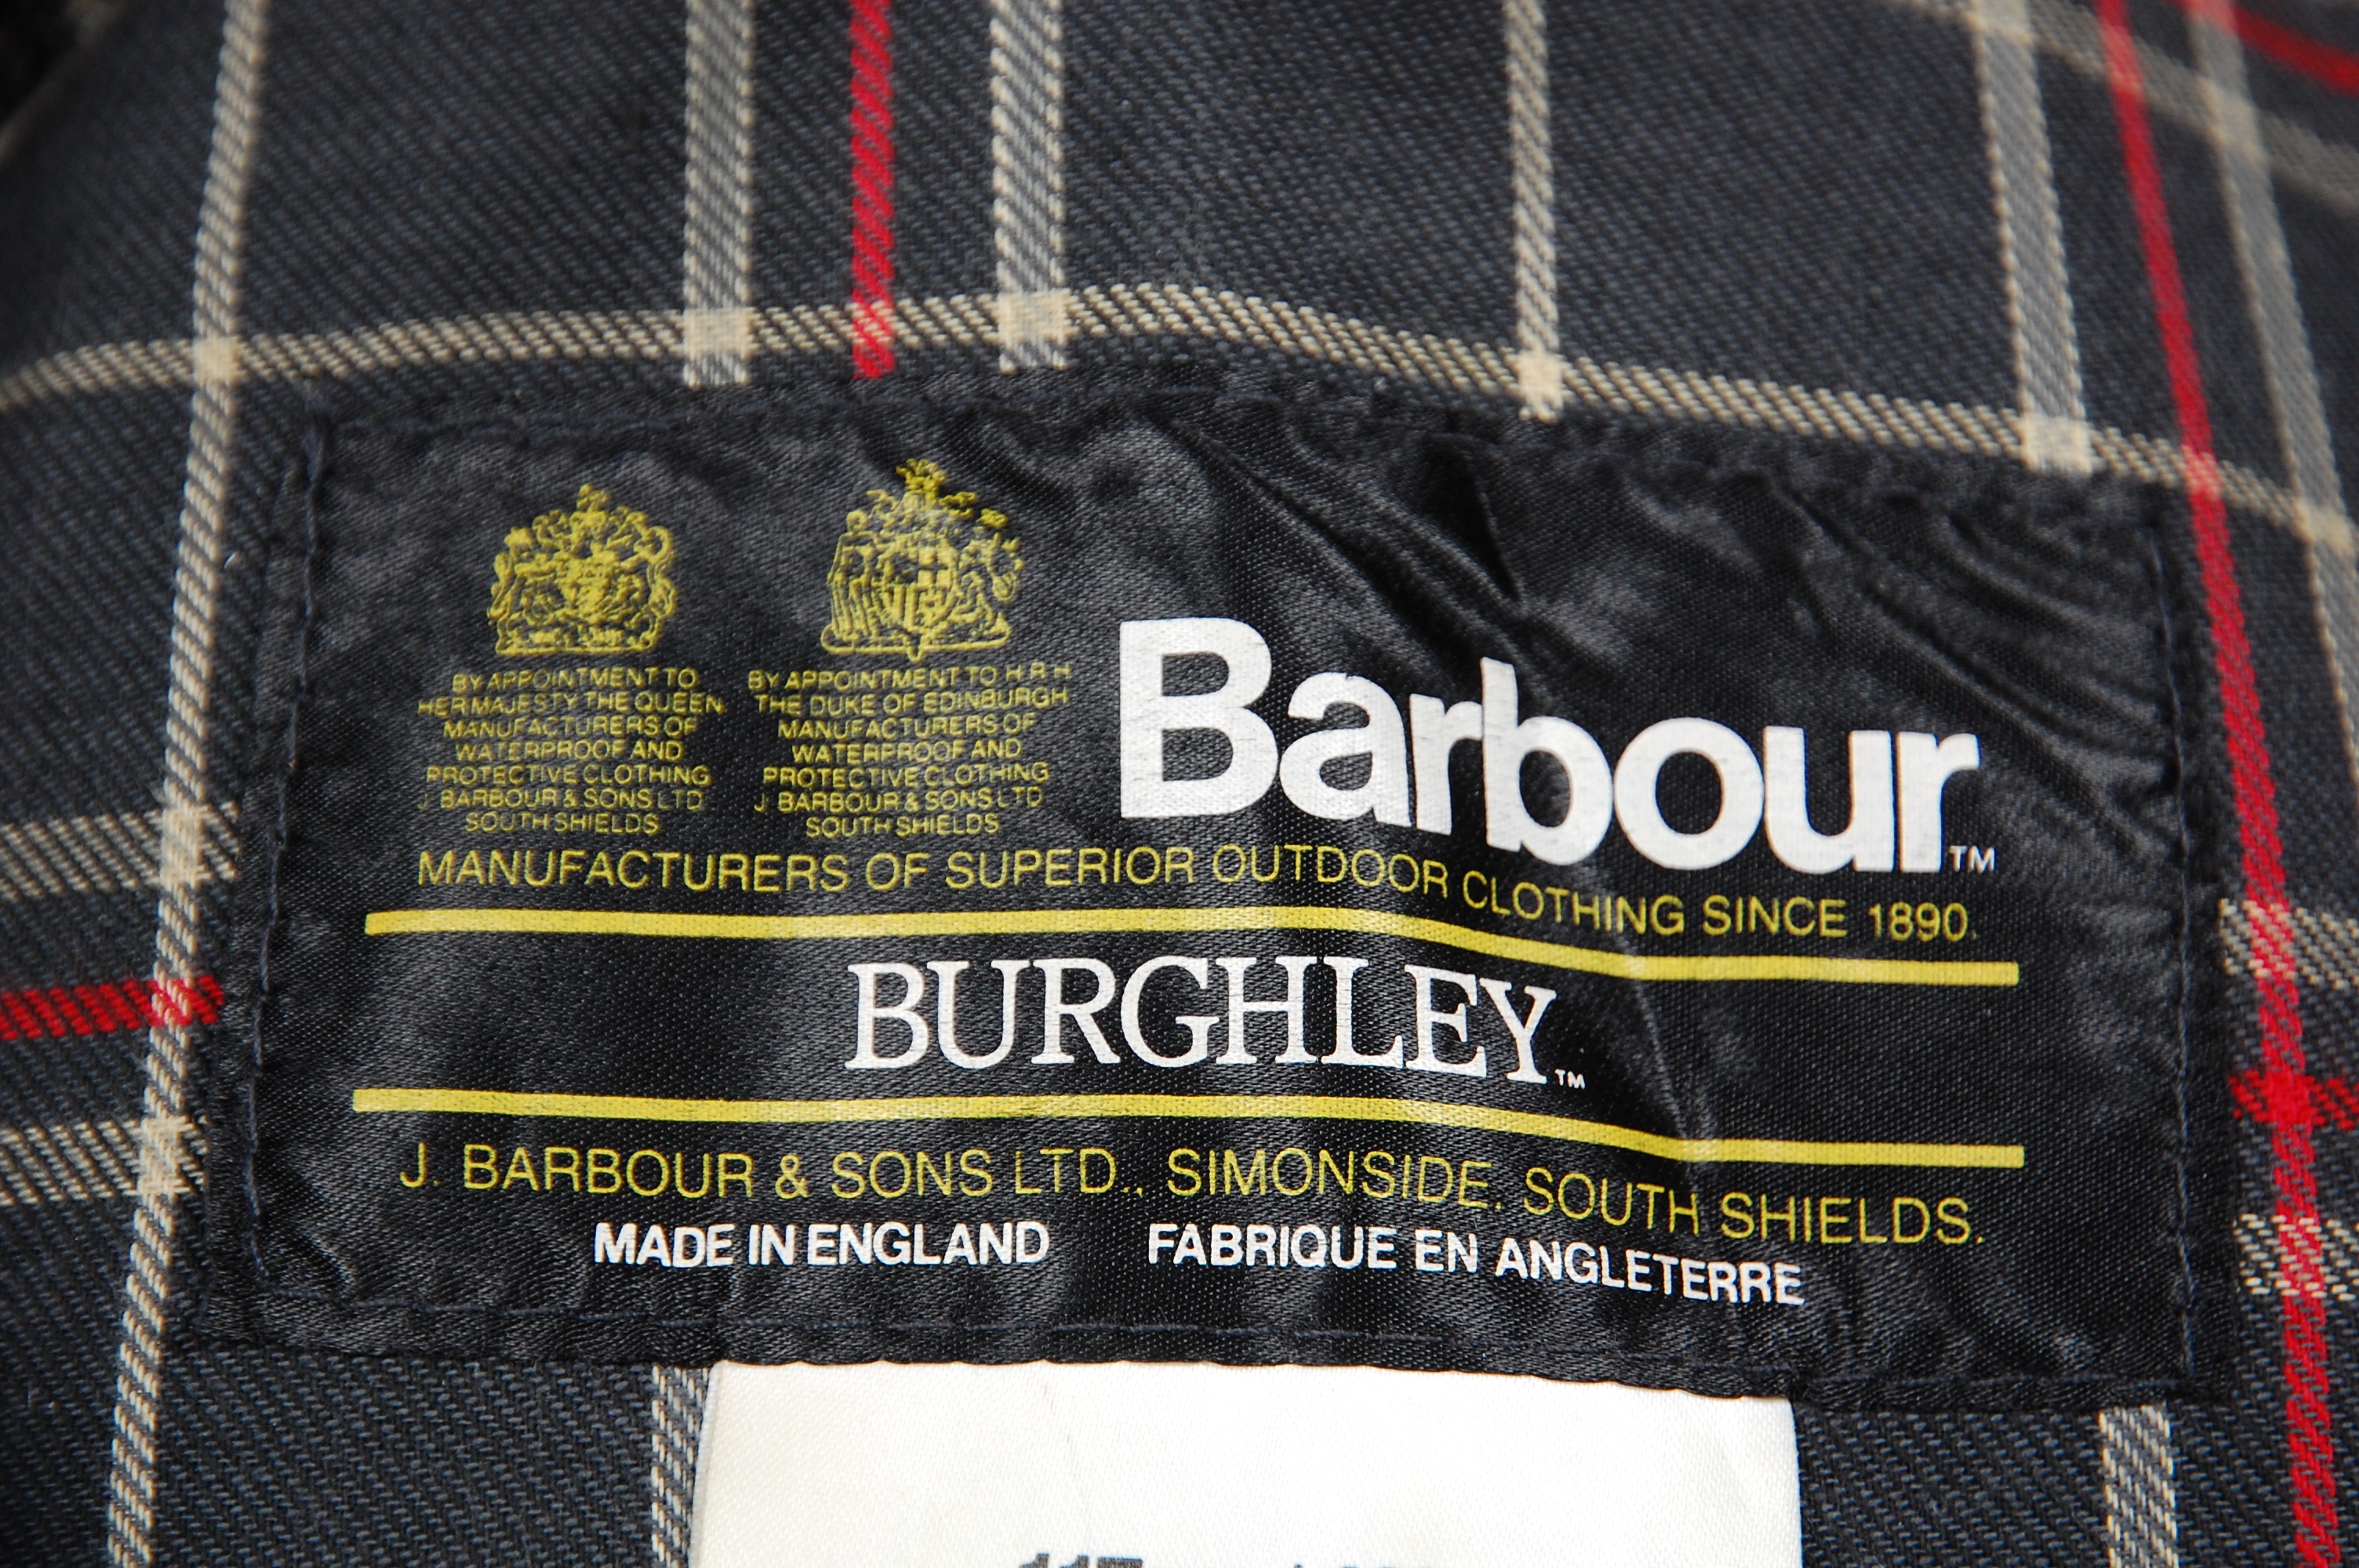 BY APPOINTMENT TO
HER MAJESTY THE QUEEN
MANUFACTURERS OF
WATERPROOF AND
PROTECTIVE CLOTHING
J BARBOUR & SONS LTD
SOUTH SHIELDS
BY APPOINTMENT TO H R H
THE DUKE OF EDINBURGH
MANUFACTURERS OF
WATERPROOF AND
PROTECTIVE CLOTHING
J BARBOUR & SONS LTD
SOUTH SHIELDS
Barbour™
MANUFACTURERS OF SUPERIOR OUTDOOR CLOTHING SINCE 1890.
BURGHLEY™
J. BARBOUR & SONS LTD., SIMONSIDE, SOUTH SHIELDS.
MADE IN ENGLAND FABRIQUE EN ANGLETERRE